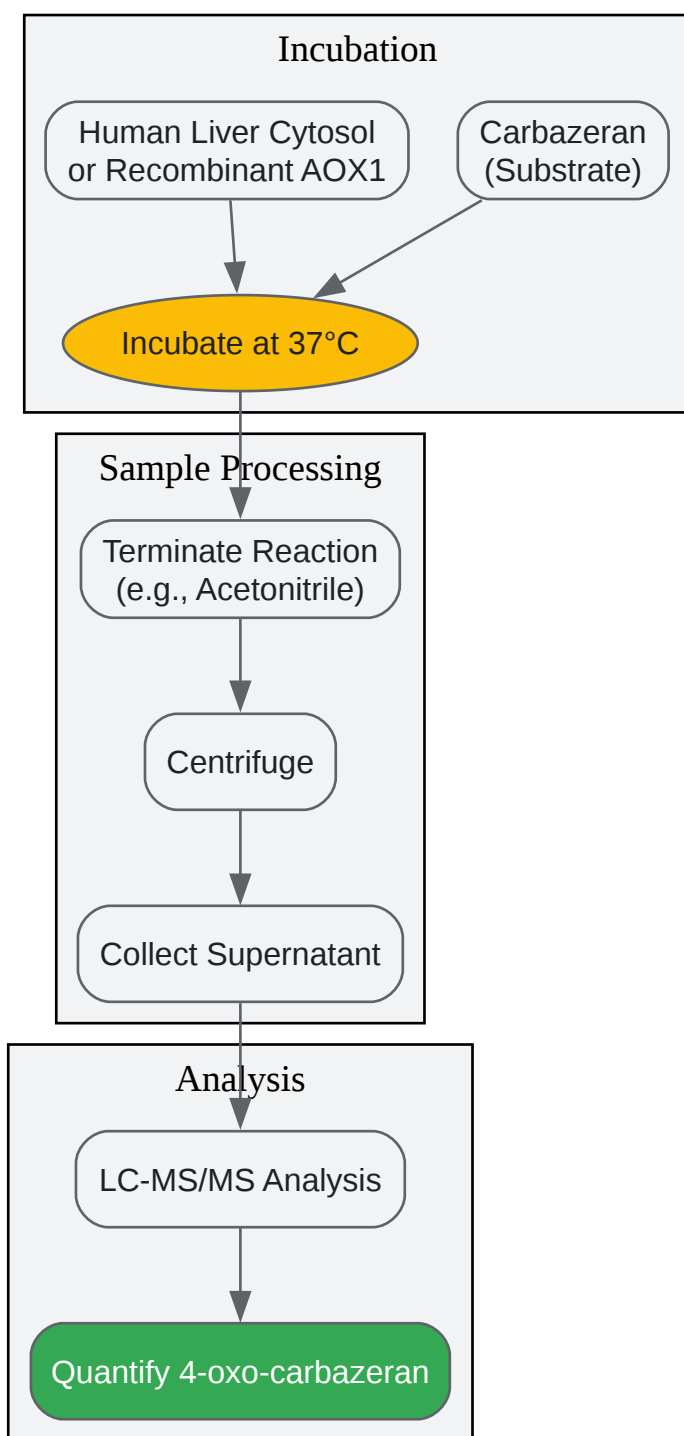 Incubation
Human Liver Cytosol
or Recombinant AOX1
Carbazeran
(Substrate)
Incubate at 37°C
Sample Processing
Terminate Reaction
(e.g., Acetonitrile)
Centrifuge
Collect Supernatant
Analysis
LC-MS/MS Analysis
Quantify 4-oxo-carbazeran